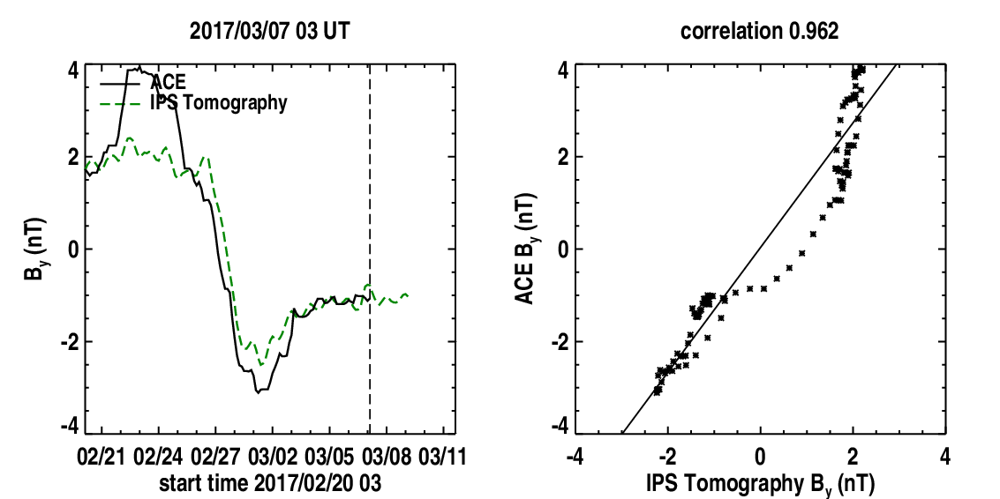 2017/03/07 03 UT
ACE
IPS Tomography
4
2
0
-2
-4
By (nT)
02/21 02/24 02/27 03/02 03/05 03/08 03/11
start time 2017/02/20 03
correlation 0.962
4
2
0
-2
-4
ACE By (nT)
-4 -2 0 2 4
IPS Tomography By (nT)